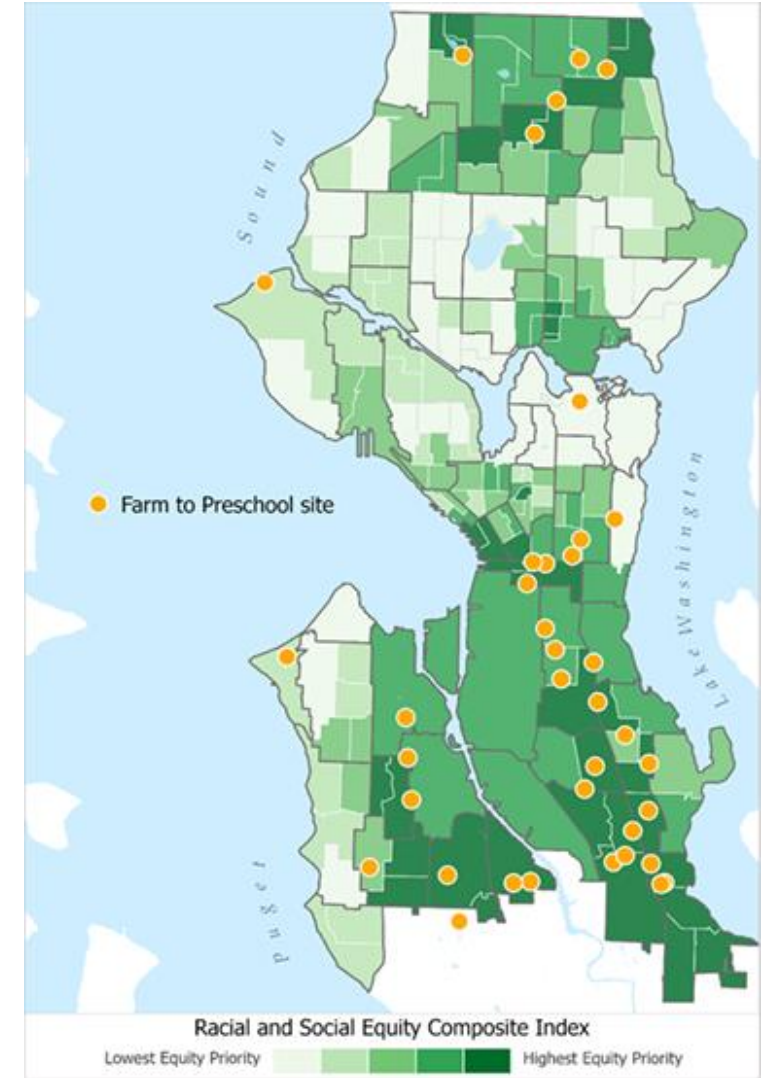 Sound
Farm to Preschool site
Lake Washington
Puget
Racial and Social Equity Composite Index
Lowest Equity Priority
Highest Equity Priority